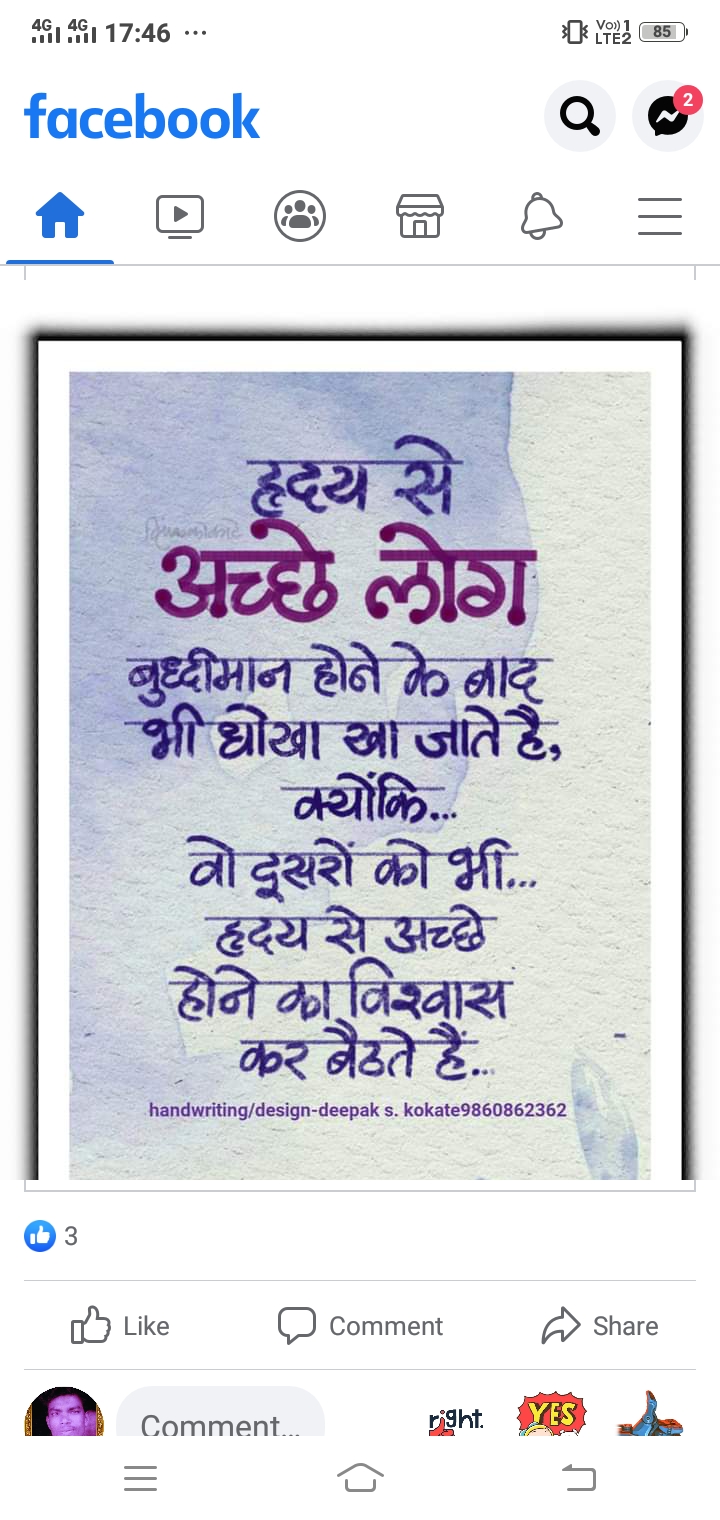 4G 4G 17:46 ... Vo)) 1 LTE2 85
facebook
2
हृदय से
अच्छे लोग
बुध्दीमान होने के बाद
भी धोखा खा जाते है,
क्योंकि...
वो दूसरों को भी...
हृदय से अच्छे
होने का विश्वास
कर बैठते हैं...
handwriting/design-deepak s. kokate9860862362
3
Like Comment Share
Comment... right. YES